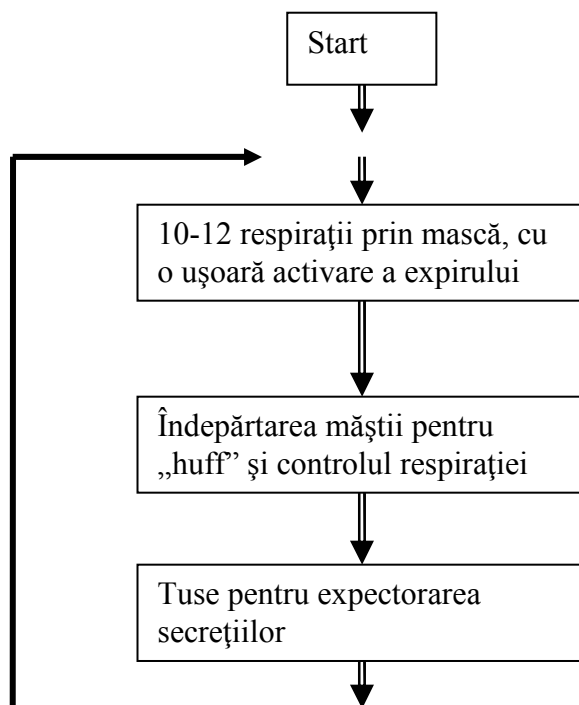 Start
10-12 respiraţii prin mască, cu
o uşoară activare a expirului
Îndepărtarea măştii pentru
„huff” şi controlul respiraţiei
Tuse pentru expectorarea
secreţiilor